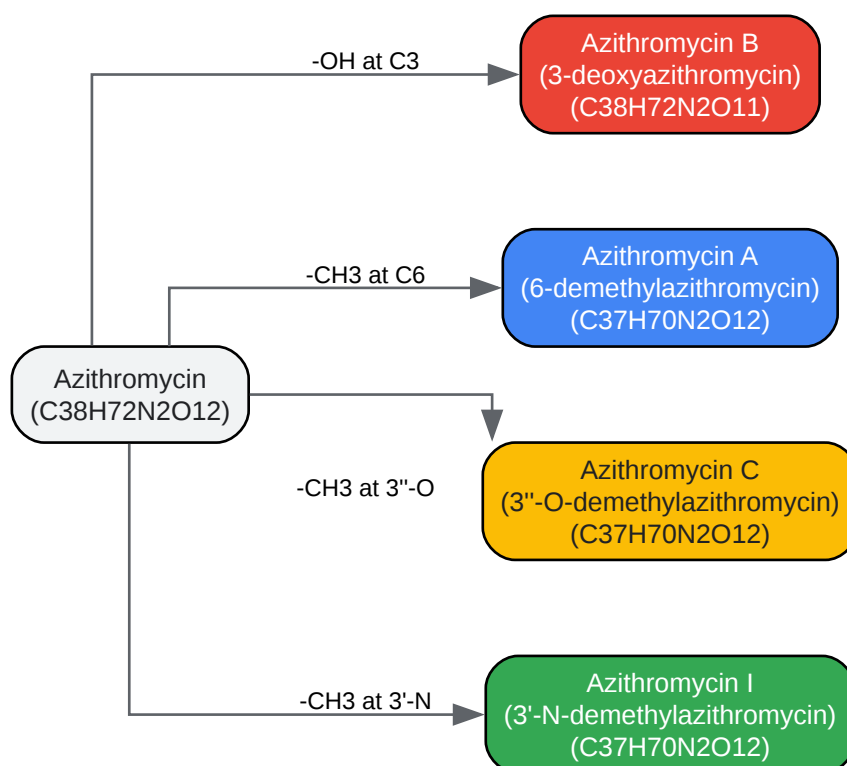 -OH at C3
Azithromycin B
(3-deoxyazithromycin)
(C38H72N2O11)
-CH3 at C6
Azithromycin A
(6-demethylazithromycin)
(C37H70N2O12)
Azithromycin
(C38H72N2O12)
-CH3 at 3''-O
Azithromycin C
(3''-O-demethylazithromycin)
(C37H70N2O12)
-CH3 at 3'-N
Azithromycin I
(3'-N-demethylazithromycin)
(C37H70N2O12)